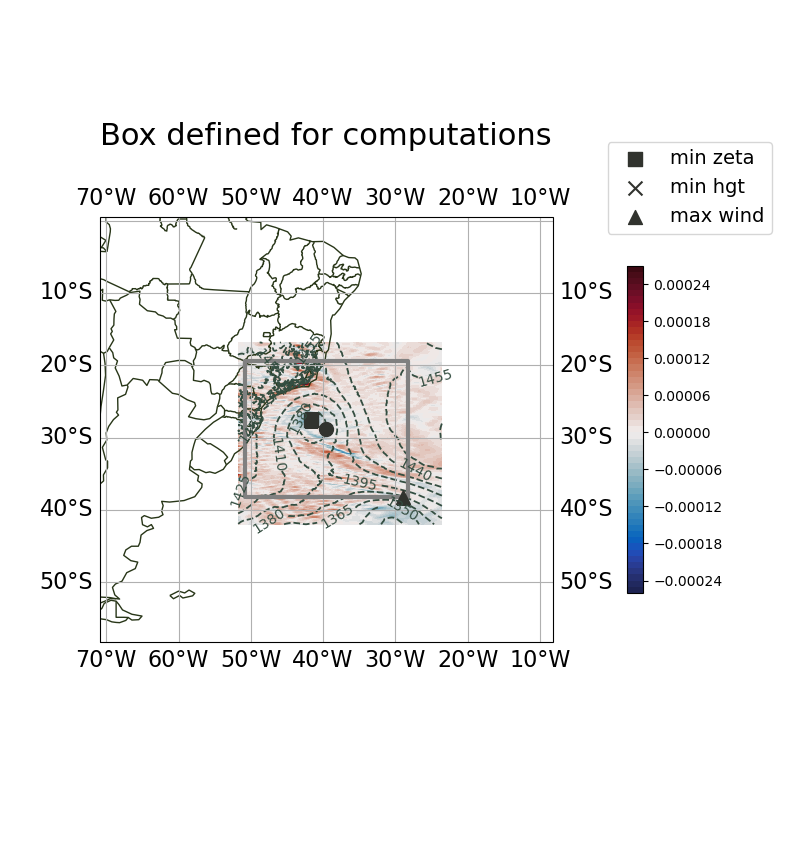 Box defined for computations
min zeta
min hgt
max wind
70°W 60°W 50°W 40°W 30°W 20°W 10°W
10°S 10°S
20°S 20°S
30°S 30°S
40°S 40°S
50°S 50°S
70°W 60°W 50°W 40°W 30°W 20°W 10°W
1455
1410
1440
1425
1395
1380
1365
0.00024
0.00018
0.00012
0.00006
0.00000
−0.00006
−0.00012
−0.00018
−0.00024